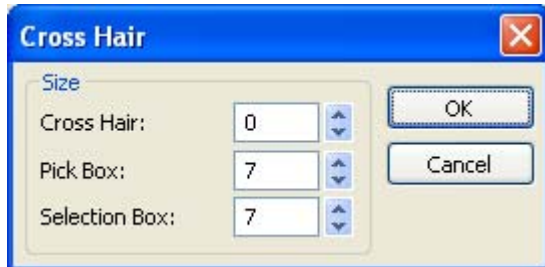 Cross Hair
Size
Cross Hair: 0
OK
Pick Box: 7
Cancel
Selection Box: 7